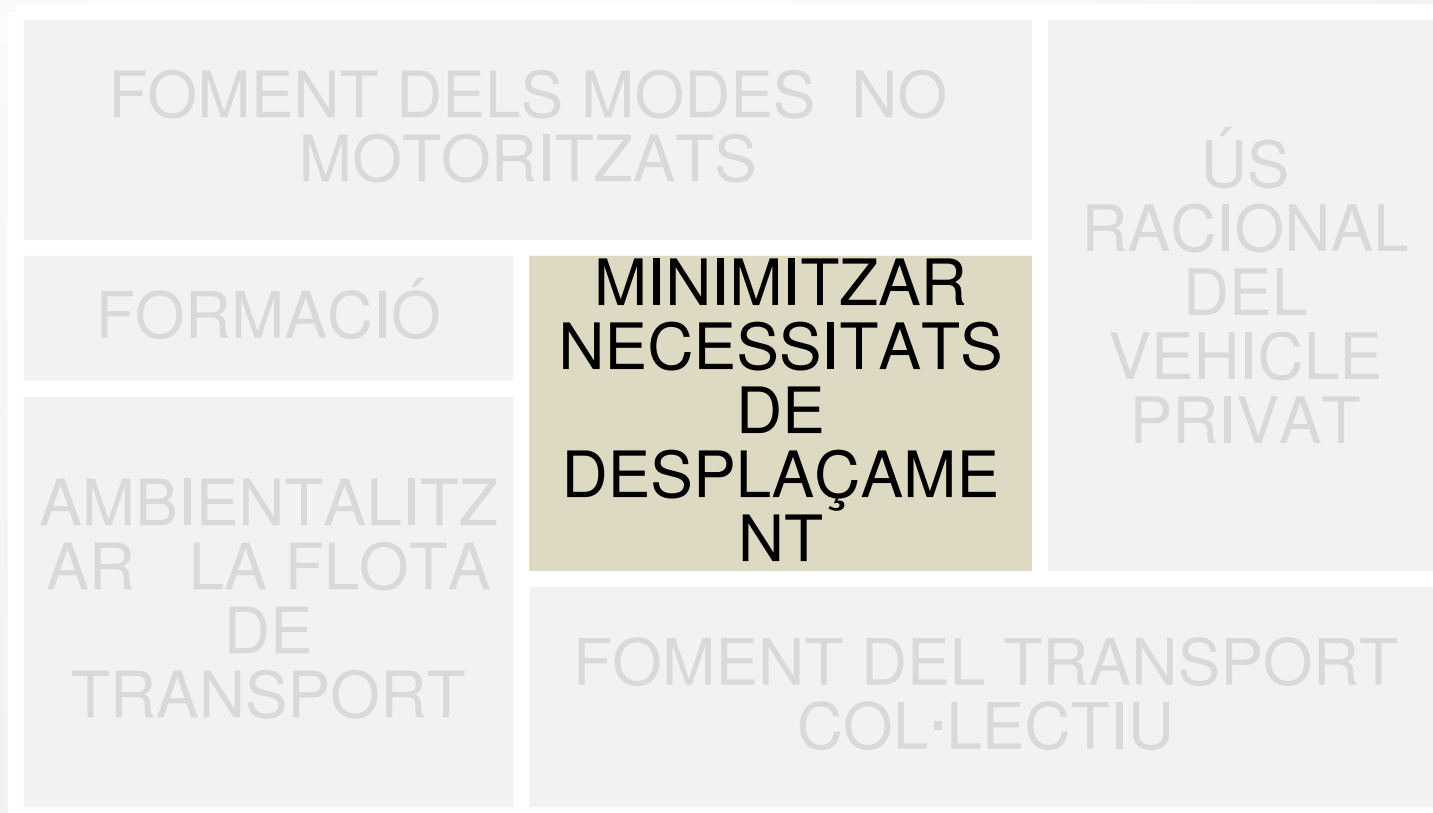 FOMENT DELS MODES  NO
MOTORITZATS
ÚS
RACIONAL
DEL
VEHICLE
PRIVAT
FORMACIÓ
MINIMITZAR
NECESSITATS
DE
DESPLAÇAME
NT
AMBIENTALITZ
AR   LA FLOTA
DE
TRANSPORT
FOMENT DEL TRANSPORT
COL·LECTIU